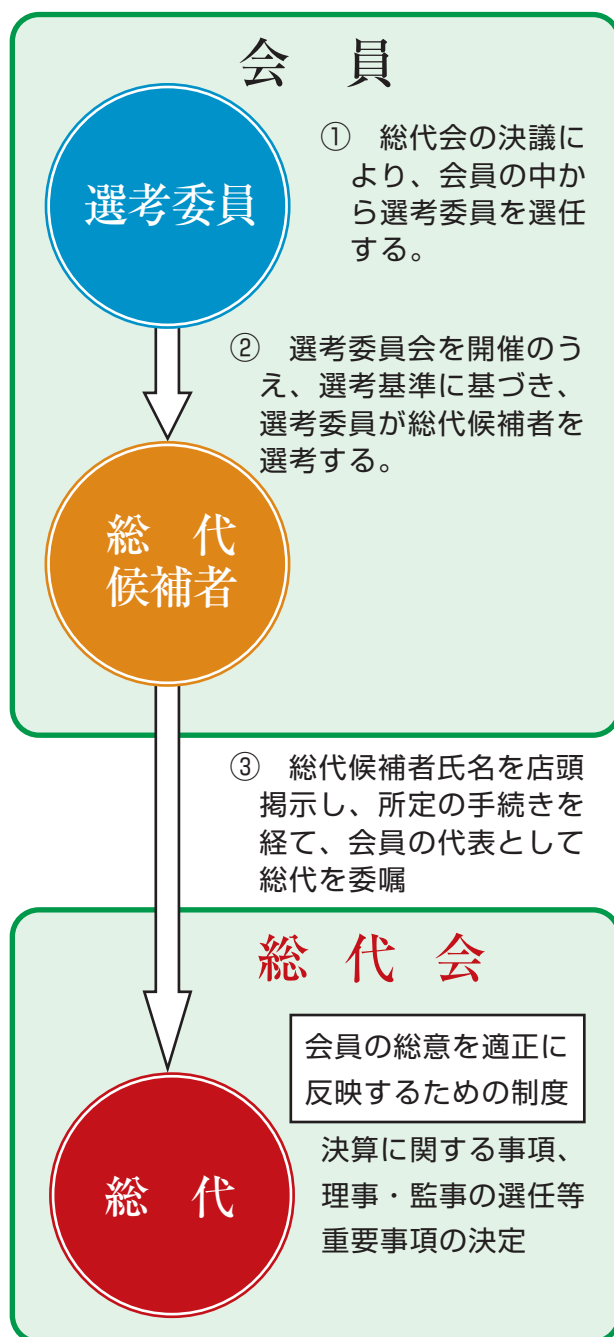 会　員
選考委員
①　総代会の決議に
より、会員の中か
ら選考委員を選任
する。
②　選考委員会を開催のう
え、選考基準に基づき、
選考委員が総代候補者を
選考する。
総　代
候補者
③　総代候補者氏名を店頭
掲示し、所定の手続きを
経て、会員の代表として
総代を委嘱
総 代 会
会員の総意を適正に
反映するための制度
総　代
決算に関する事項、
理事・監事の選任等
重要事項の決定